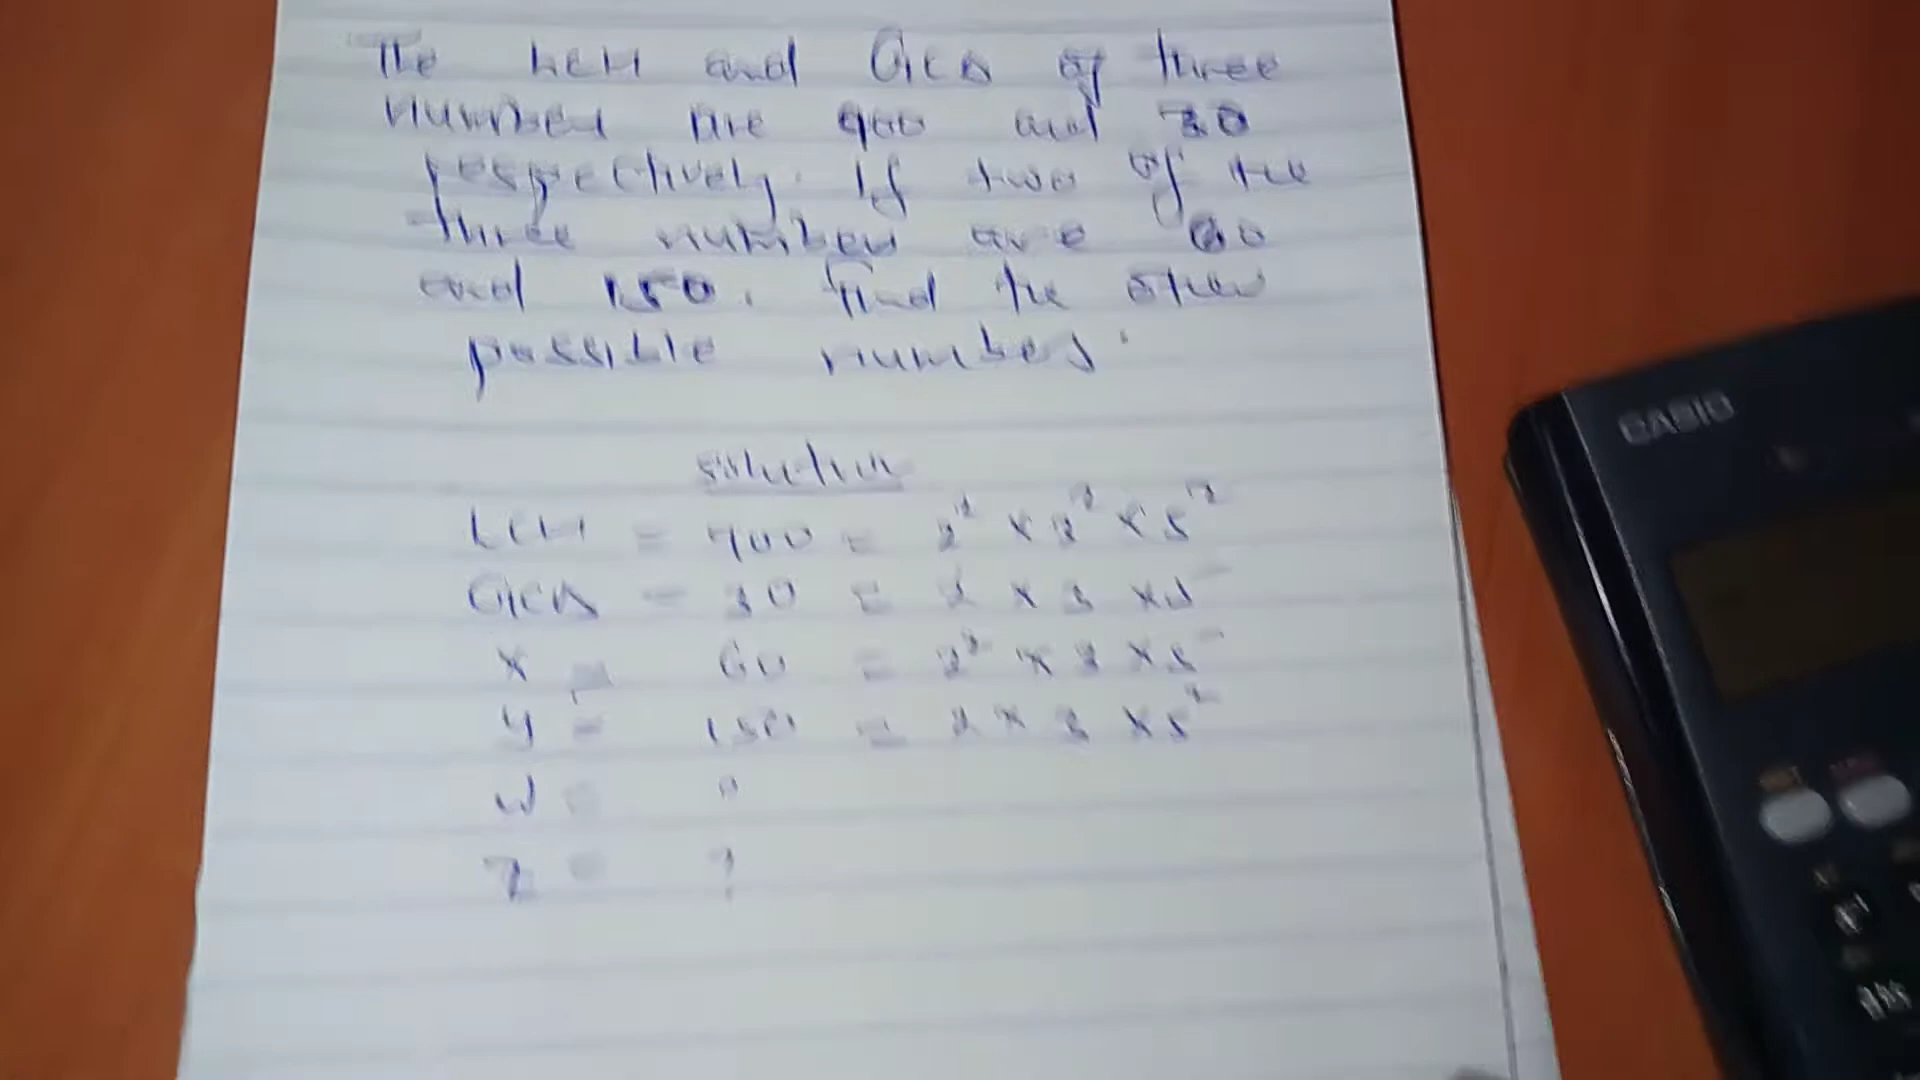 The LCM and GCD of three
numbers are 900 and 30
respectively. If two of the
three numbers are 60
and 150, find the other
possible numbers.
Solution
LCM = 900 = 2² × 3² × 5²
GCD = 30 = 2 × 3 × 5
X = 60 = 2² × 3 × 5
Y = 150 = 2 × 3 × 5²
W = ?
Z = ?
CASIO